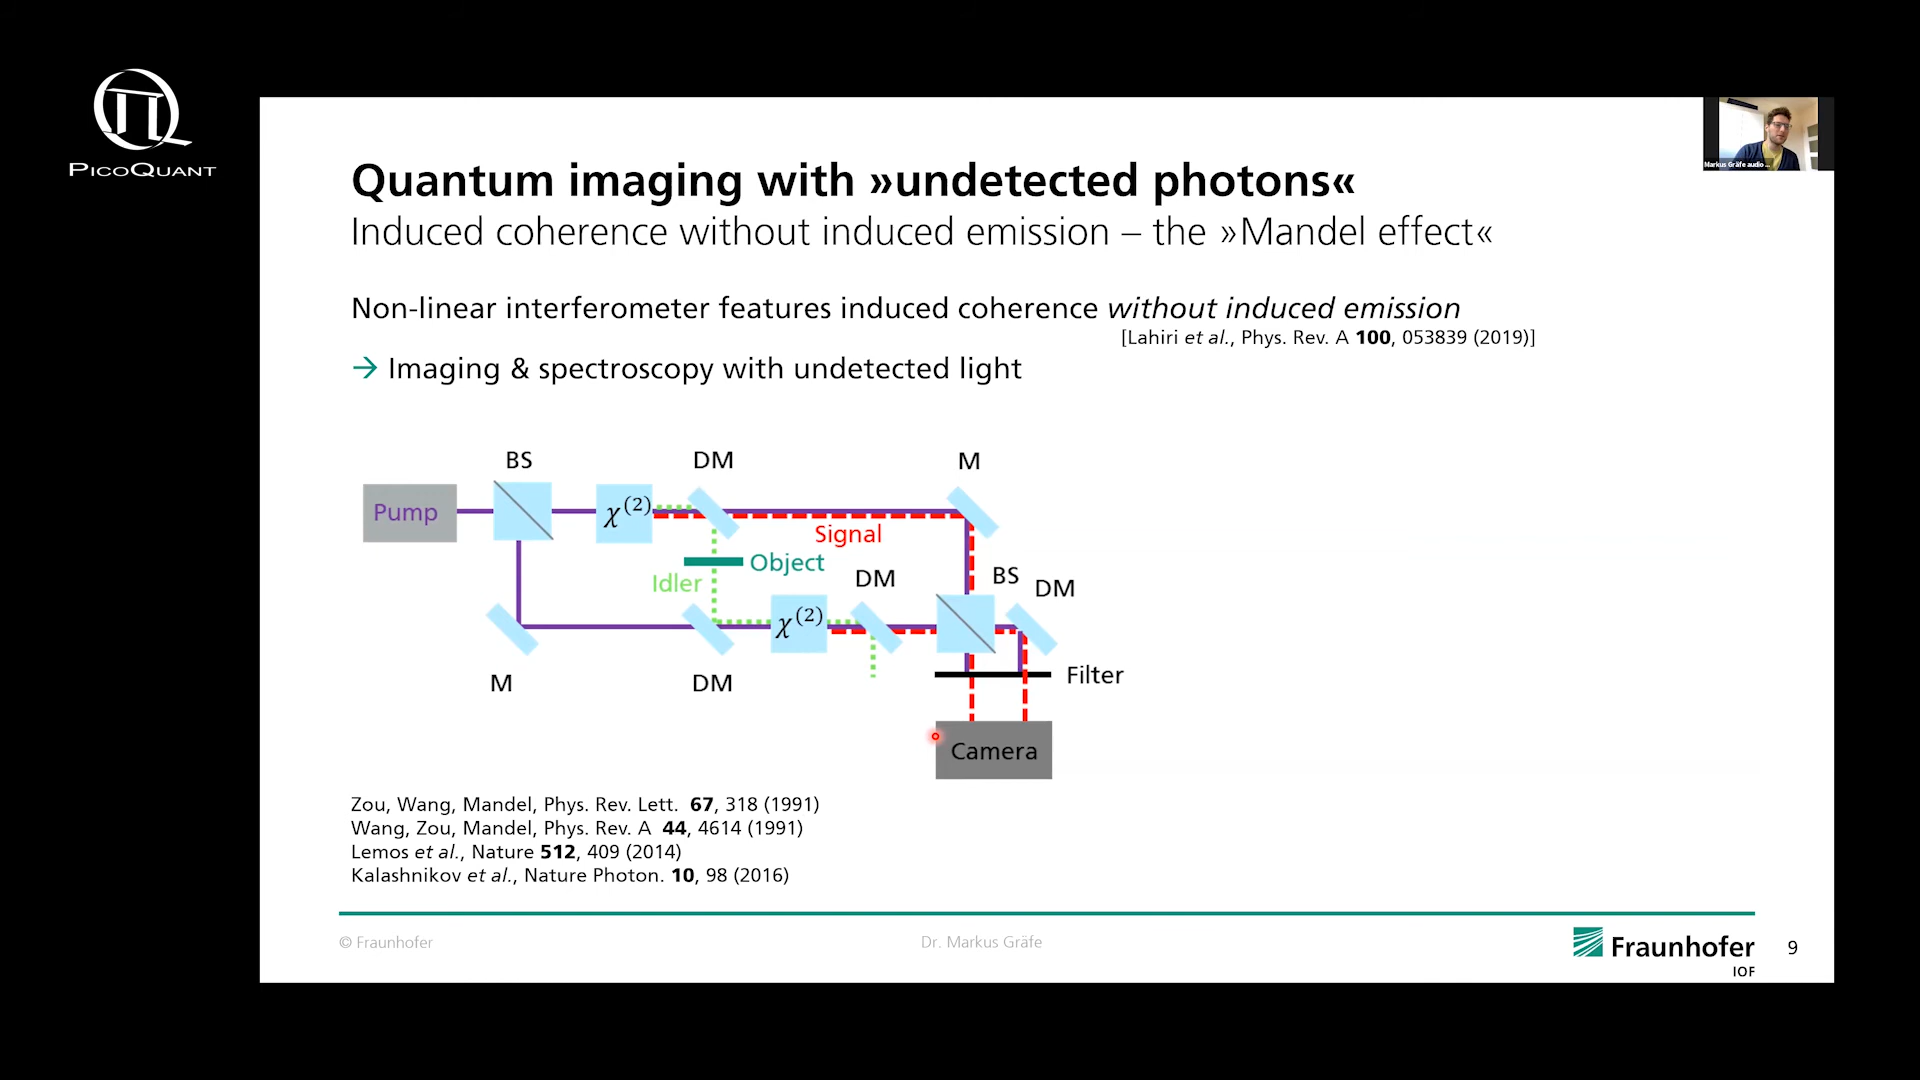 PICOQUANT
Markus Gräfe audio ...
Quantum imaging with »undetected photons«
Induced coherence without induced emission – the »Mandel effect«
Non-linear interferometer features induced coherence without induced emission
[Lahiri et al., Phys. Rev. A 100, 053839 (2019)]
→ Imaging & spectroscopy with undetected light
BS
DM
M
Pump
χ(2)
Signal
Object
Idler
DM
BS
DM
χ(2)
M
DM
Filter
Camera
Zou, Wang, Mandel, Phys. Rev. Lett. 67, 318 (1991)
Wang, Zou, Mandel, Phys. Rev. A 44, 4614 (1991)
Lemos et al., Nature 512, 409 (2014)
Kalashnikov et al., Nature Photon. 10, 98 (2016)
© Fraunhofer
Dr. Markus Gräfe
Fraunhofer
IOF
9